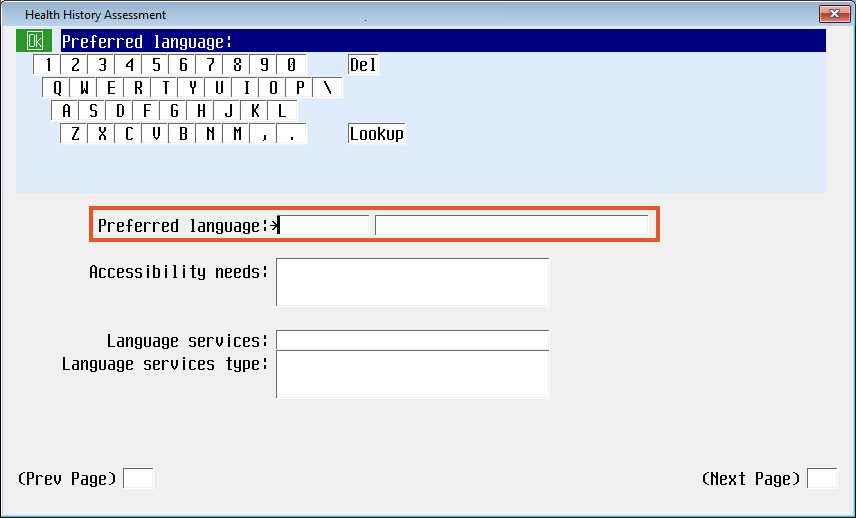 Health History Assessment
Ok Preferred language:
1 2 3 4 5 6 7 8 9 0 Del
Q W E R T Y U I O P \
A S D F G H J K L
Z X C V B N M , . Lookup
Preferred language:
Accessibility needs:
Language services:
Language services type:
(Prev Page) (Next Page)